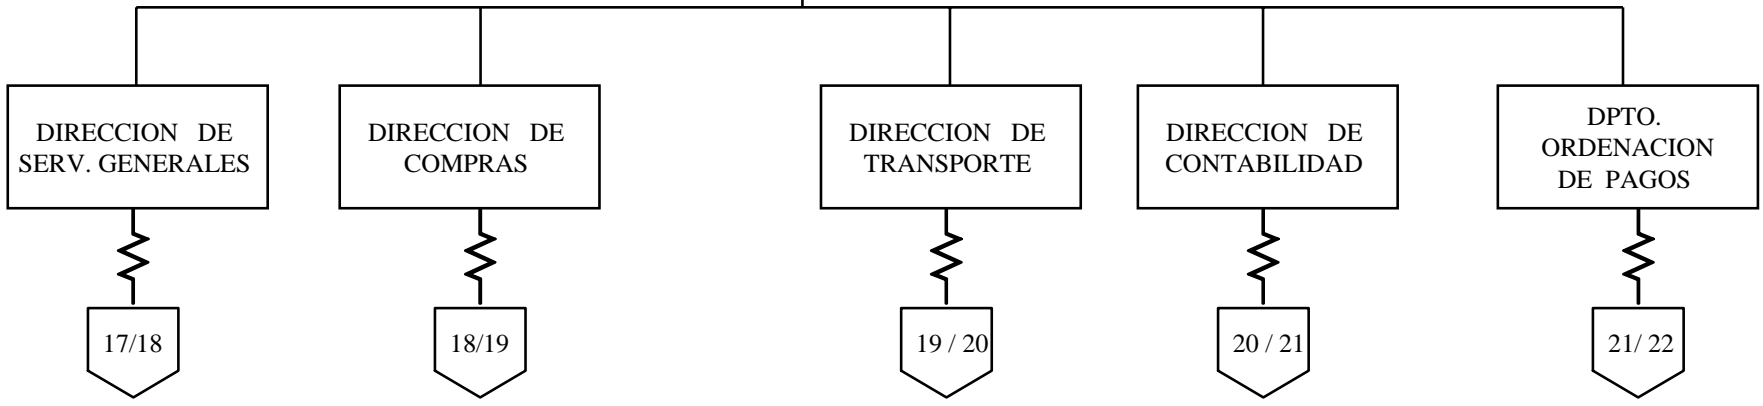 DIRECCION DE
SERV. GENERALES
DIRECCION DE
COMPRAS
DIRECCION DE
TRANSPORTE
DIRECCION DE
CONTABILIDAD
DPTO.
ORDENACION
DE PAGOS
17/18
18/19
19 / 20
20 / 21
21/ 22